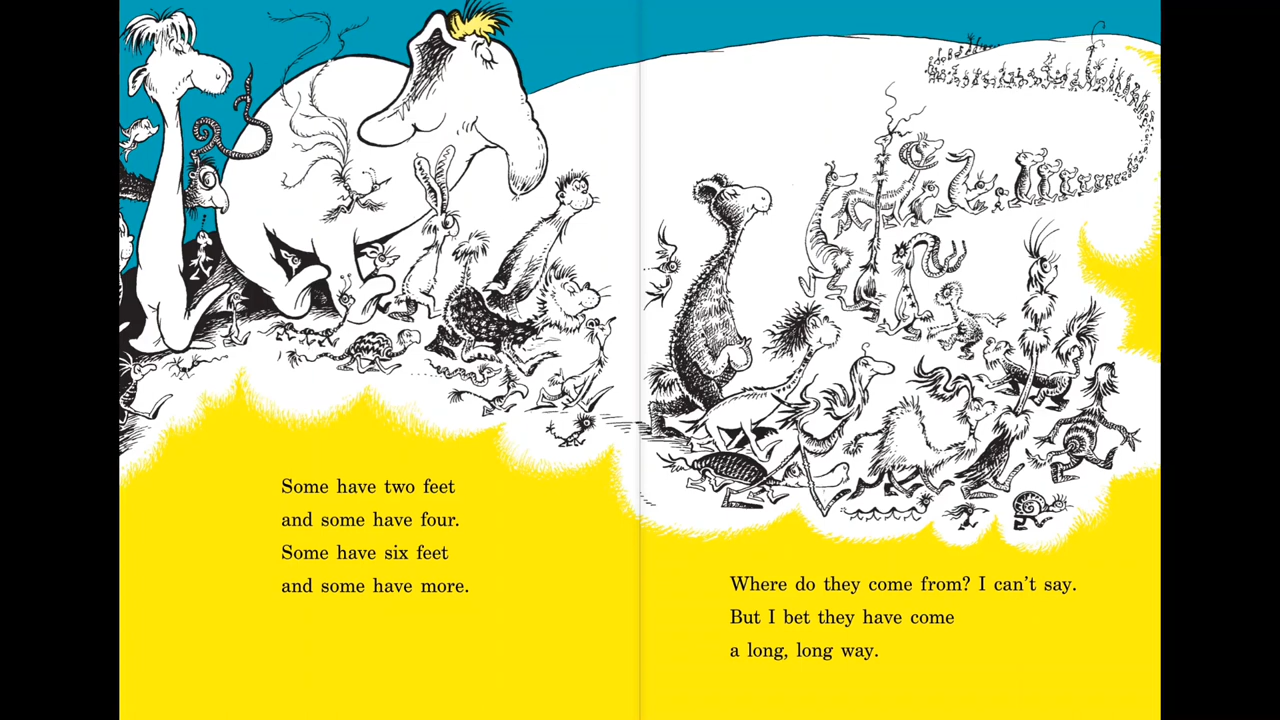 Some have two feet
and some have four.
Some have six feet
and some have more.
Where do they come from? I can't say.
But I bet they have come
a long, long way.